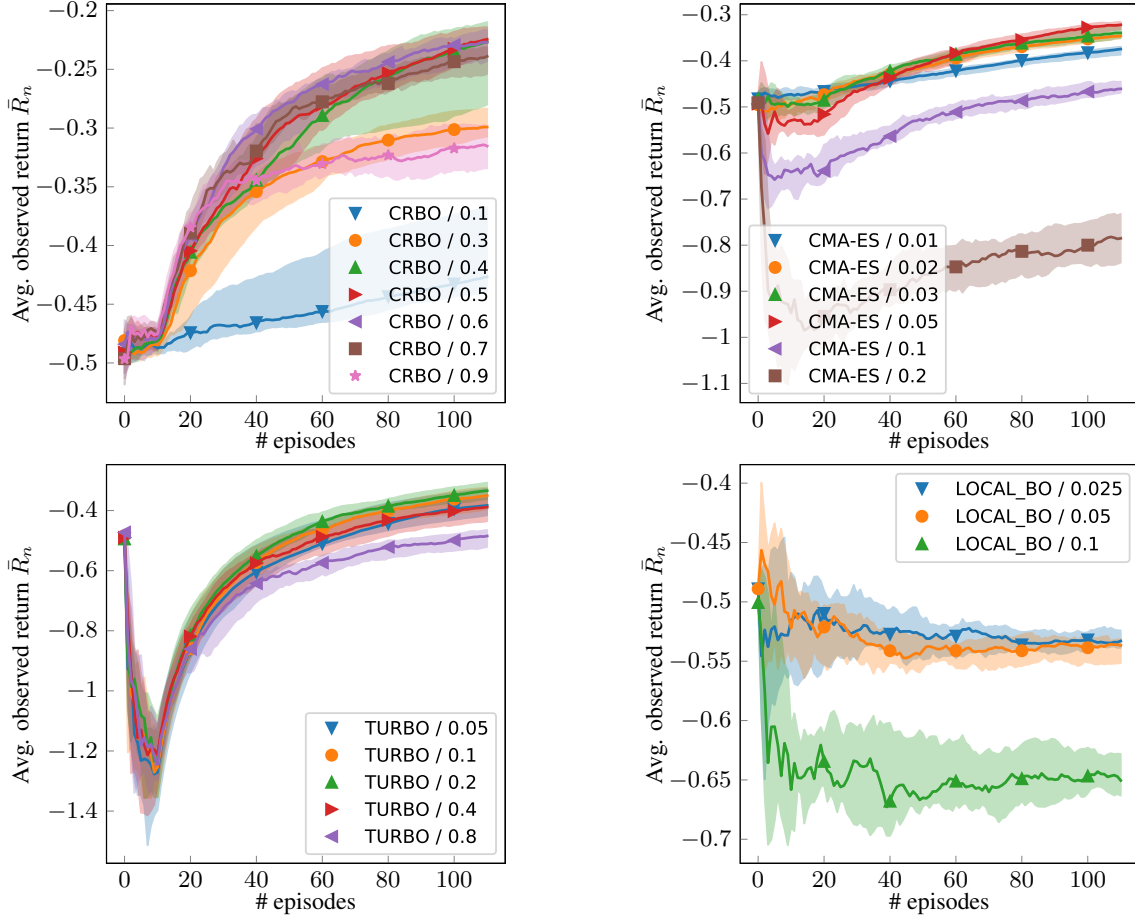 −0.2
−0.25
−0.3
−0.35
−0.4
−0.45
−0.5
Avg. observed return R̄ₙ
0 20 40 60 80 100
# episodes
CRBO / 0.1
CRBO / 0.3
CRBO / 0.4
CRBO / 0.5
CRBO / 0.6
CRBO / 0.7
CRBO / 0.9
−0.3
−0.4
−0.5
−0.6
−0.7
−0.8
−0.9
−1
−1.1
Avg. observed return R̄ₙ
0 20 40 60 80 100
# episodes
CMA-ES / 0.01
CMA-ES / 0.02
CMA-ES / 0.03
CMA-ES / 0.05
CMA-ES / 0.1
CMA-ES / 0.2
−0.4
−0.6
−0.8
−1
−1.2
−1.4
Avg. observed return R̄ₙ
0 20 40 60 80 100
# episodes
TURBO / 0.05
TURBO / 0.1
TURBO / 0.2
TURBO / 0.4
TURBO / 0.8
−0.4
−0.45
−0.5
−0.55
−0.6
−0.65
−0.7
Avg. observed return R̄ₙ
0 20 40 60 80 100
# episodes
LOCAL_BO / 0.025
LOCAL_BO / 0.05
LOCAL_BO / 0.1